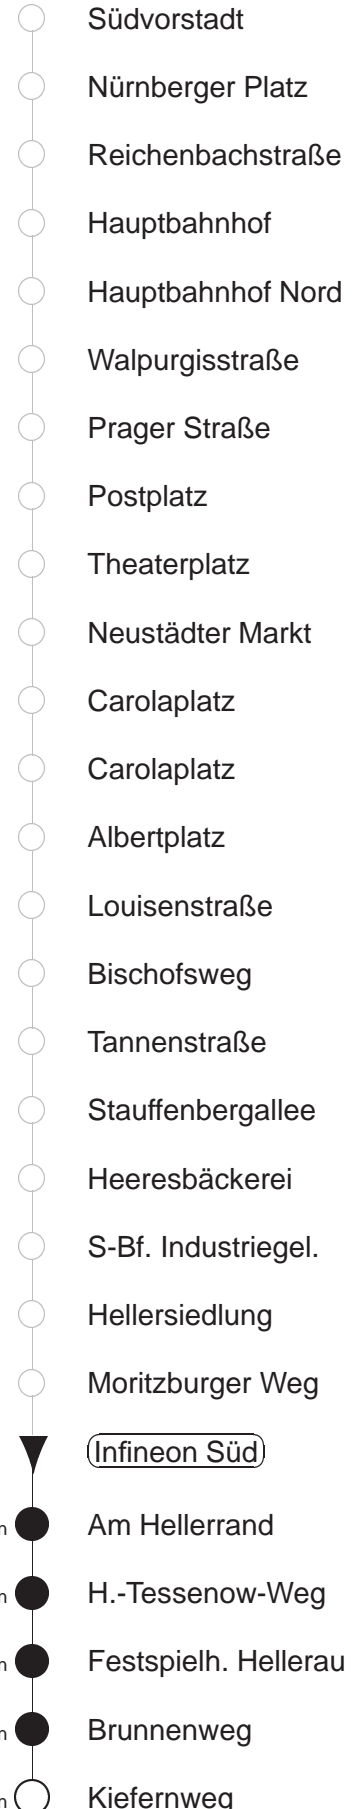 Südvorstadt
Nürnberger Platz
Reichenbachstraße
Hauptbahnhof
Hauptbahnhof Nord
Walpurgisstraße
Prager Straße
Postplatz
Theaterplatz
Neustädter Markt
Carolaplatz
Carolaplatz
Albertplatz
Louisenstraße
Bischofsweg
Tannenstraße
Stauffenbergallee
Heeresbäckerei
S-Bf. Industriegel.
Hellersiedlung
Moritzburger Weg
Infineon Süd
Am Hellerrand
H.-Tessenow-Weg
Festspielh. Hellerau
Brunnenweg
Kiefernweg